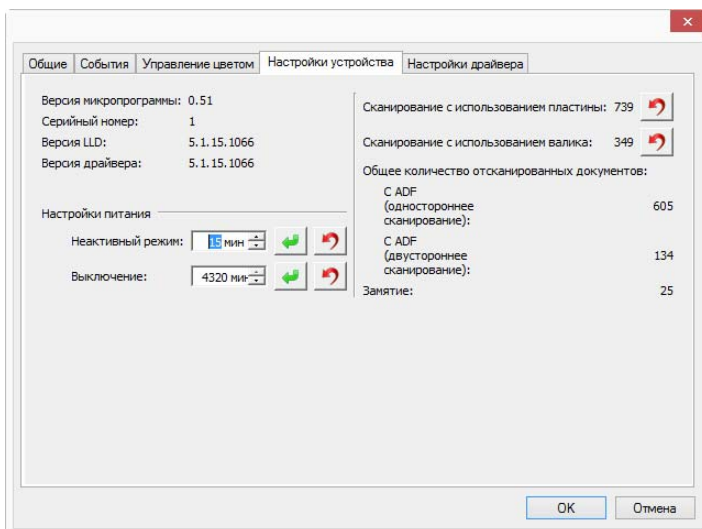 Общие События Управление цветом Настройки устройства Настройки драйвера
Версия микропрограммы: 0.51
Серийный номер: 1
Версия LLD: 5.1.15.1066
Версия драйвера: 5.1.15.1066
Настройки питания
Неактивный режим: 15 мин
Выключение: 4320 мин
Сканирование с использованием пластины: 739
Сканирование с использованием валика: 349
Общее количество отсканированных документов:
С ADF
(одностороннее
сканирование): 605
С ADF
(двустороннее
сканирование): 134
Замятие: 25
OK Отмена